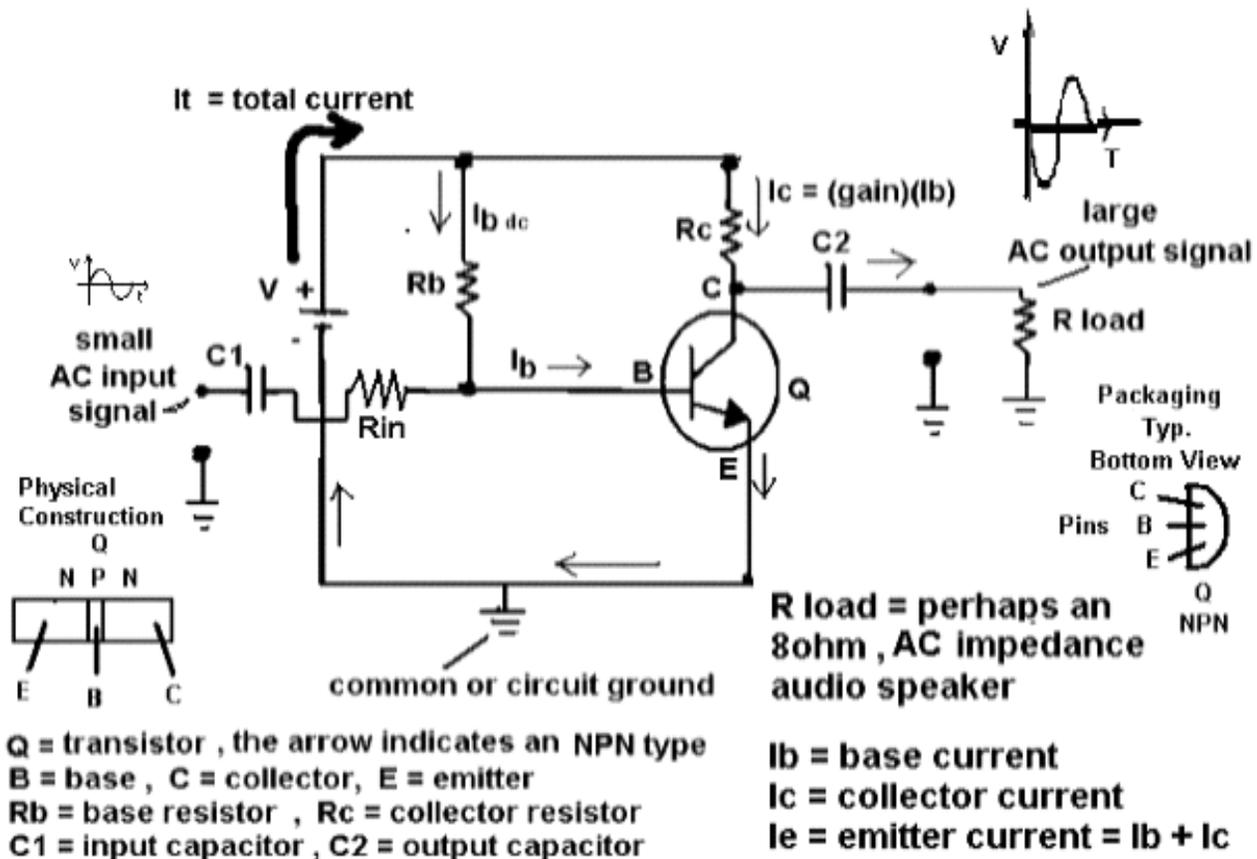 It = total current
V
T
Ic = (gain)(Ib)
large
AC output signal
Ib dc
Rc
C2
V
t
V +
-
Rb
C
R load
small
AC input
signal
C1
Ib
B
Q
Rin
E
Packaging
Typ.
Bottom View
C
Pins B
E
Q
NPN
Physical
Construction
Q
N P N
E
B
C
common or circuit ground
R load = perhaps an
8ohm , AC impedance
audio speaker
Q = transistor , the arrow indicates an NPN type
B = base , C = collector, E = emitter
Rb = base resistor , Rc = collector resistor
C1 = input capacitor , C2 = output capacitor
Ib = base current
Ic = collector current
Ie = emitter current = Ib + Ic